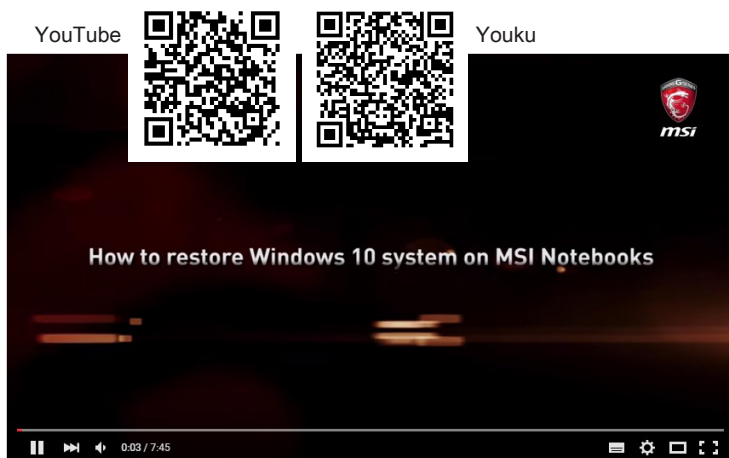 YouTube
Youku
msi
How to restore Windows 10 system on MSI Notebooks
0:03 / 7:45